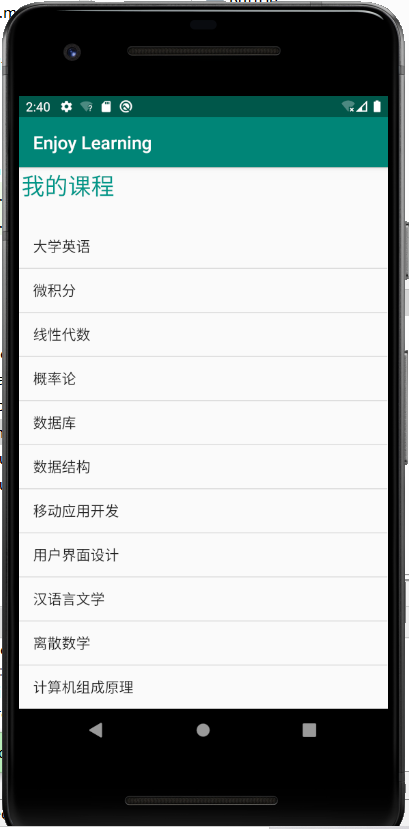 2:40
Enjoy Learning
我的课程
大学英语
微积分
线性代数
概率论
数据库
数据结构
移动应用开发
用户界面设计
汉语言文学
离散数学
计算机组成原理